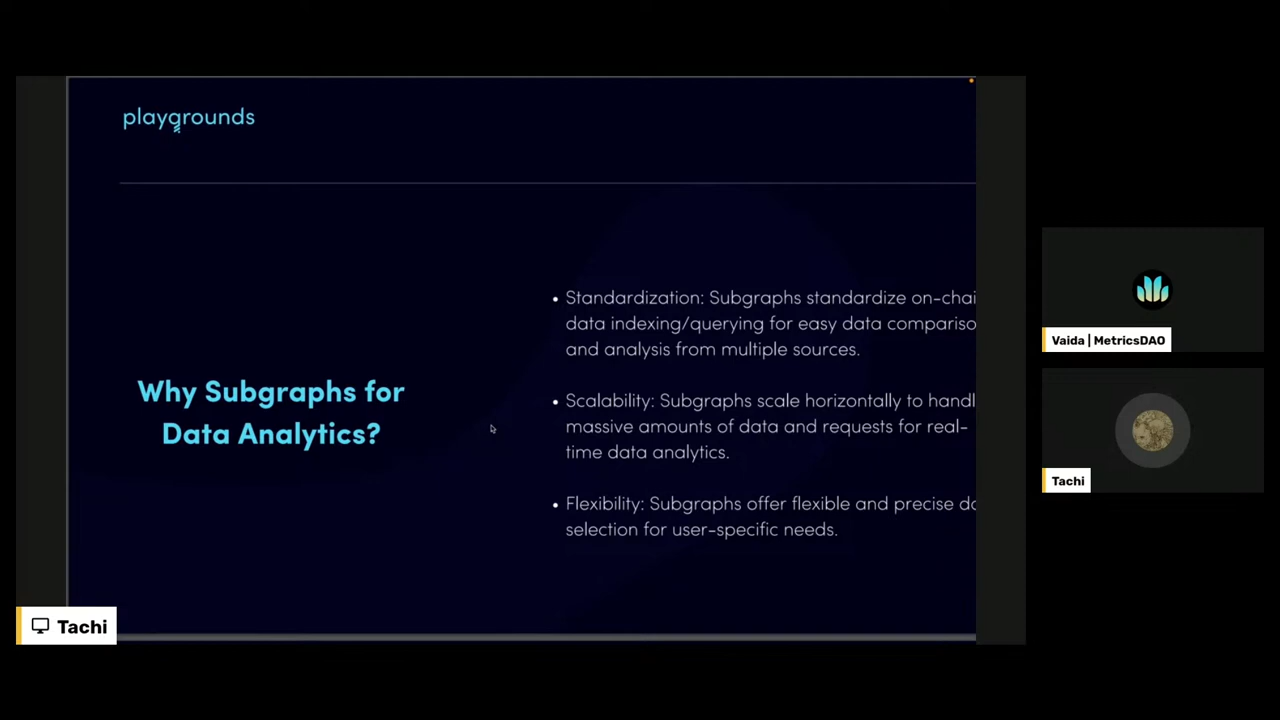 playgrounds
Why Subgraphs for
Data Analytics?
• Standardization: Subgraphs standardize on-chai
data indexing/querying for easy data compariso
and analysis from multiple sources.
• Scalability: Subgraphs scale horizontally to handl
massive amounts of data and requests for real-
time data analytics.
• Flexibility: Subgraphs offer flexible and precise da
selection for user-specific needs.
Tachi
Vaida | MetricsDAO
Tachi